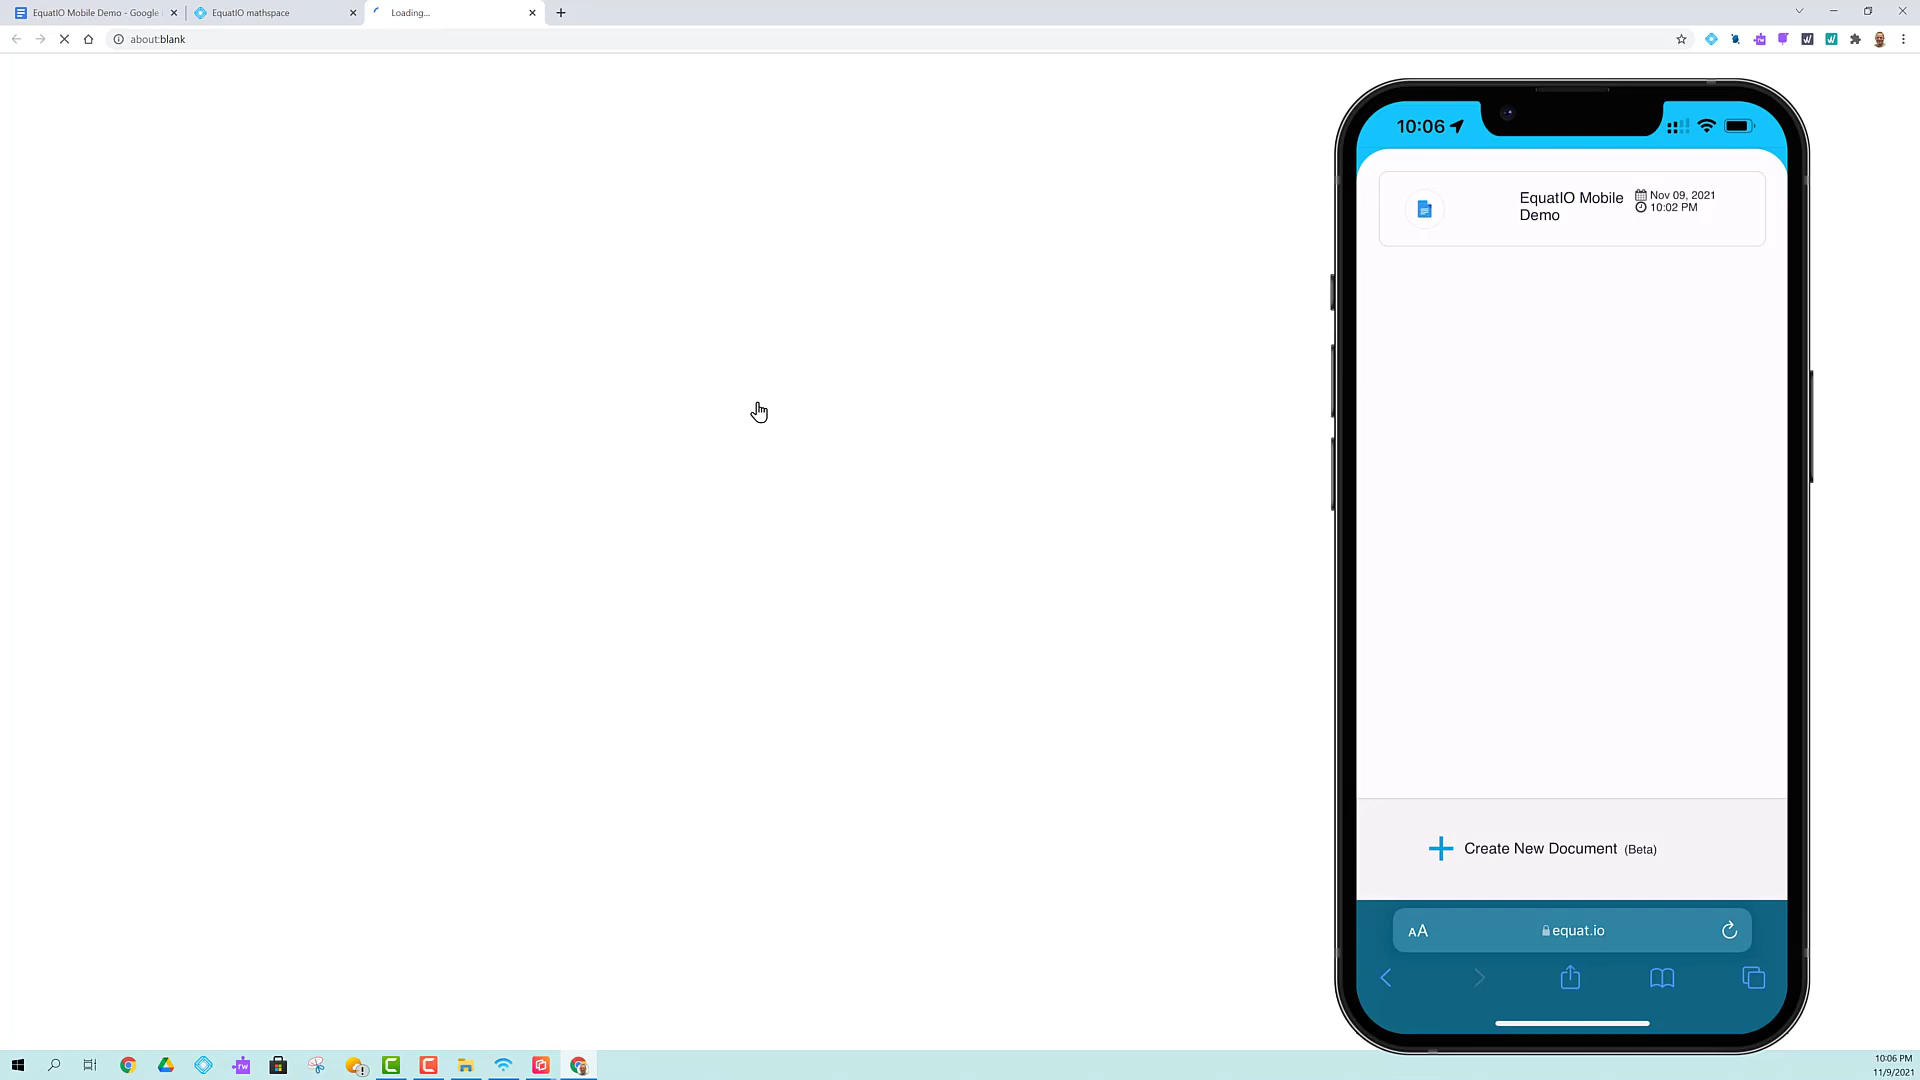 EquatIO Mobile Demo - Google
EquatIO mathspace
Loading...
about:blank
10:06
EquatIO Mobile
Demo
Nov 09, 2021
10:02 PM
Create New Document (Beta)
AA
equat.io
rw
10:06 PM
11/9/2021